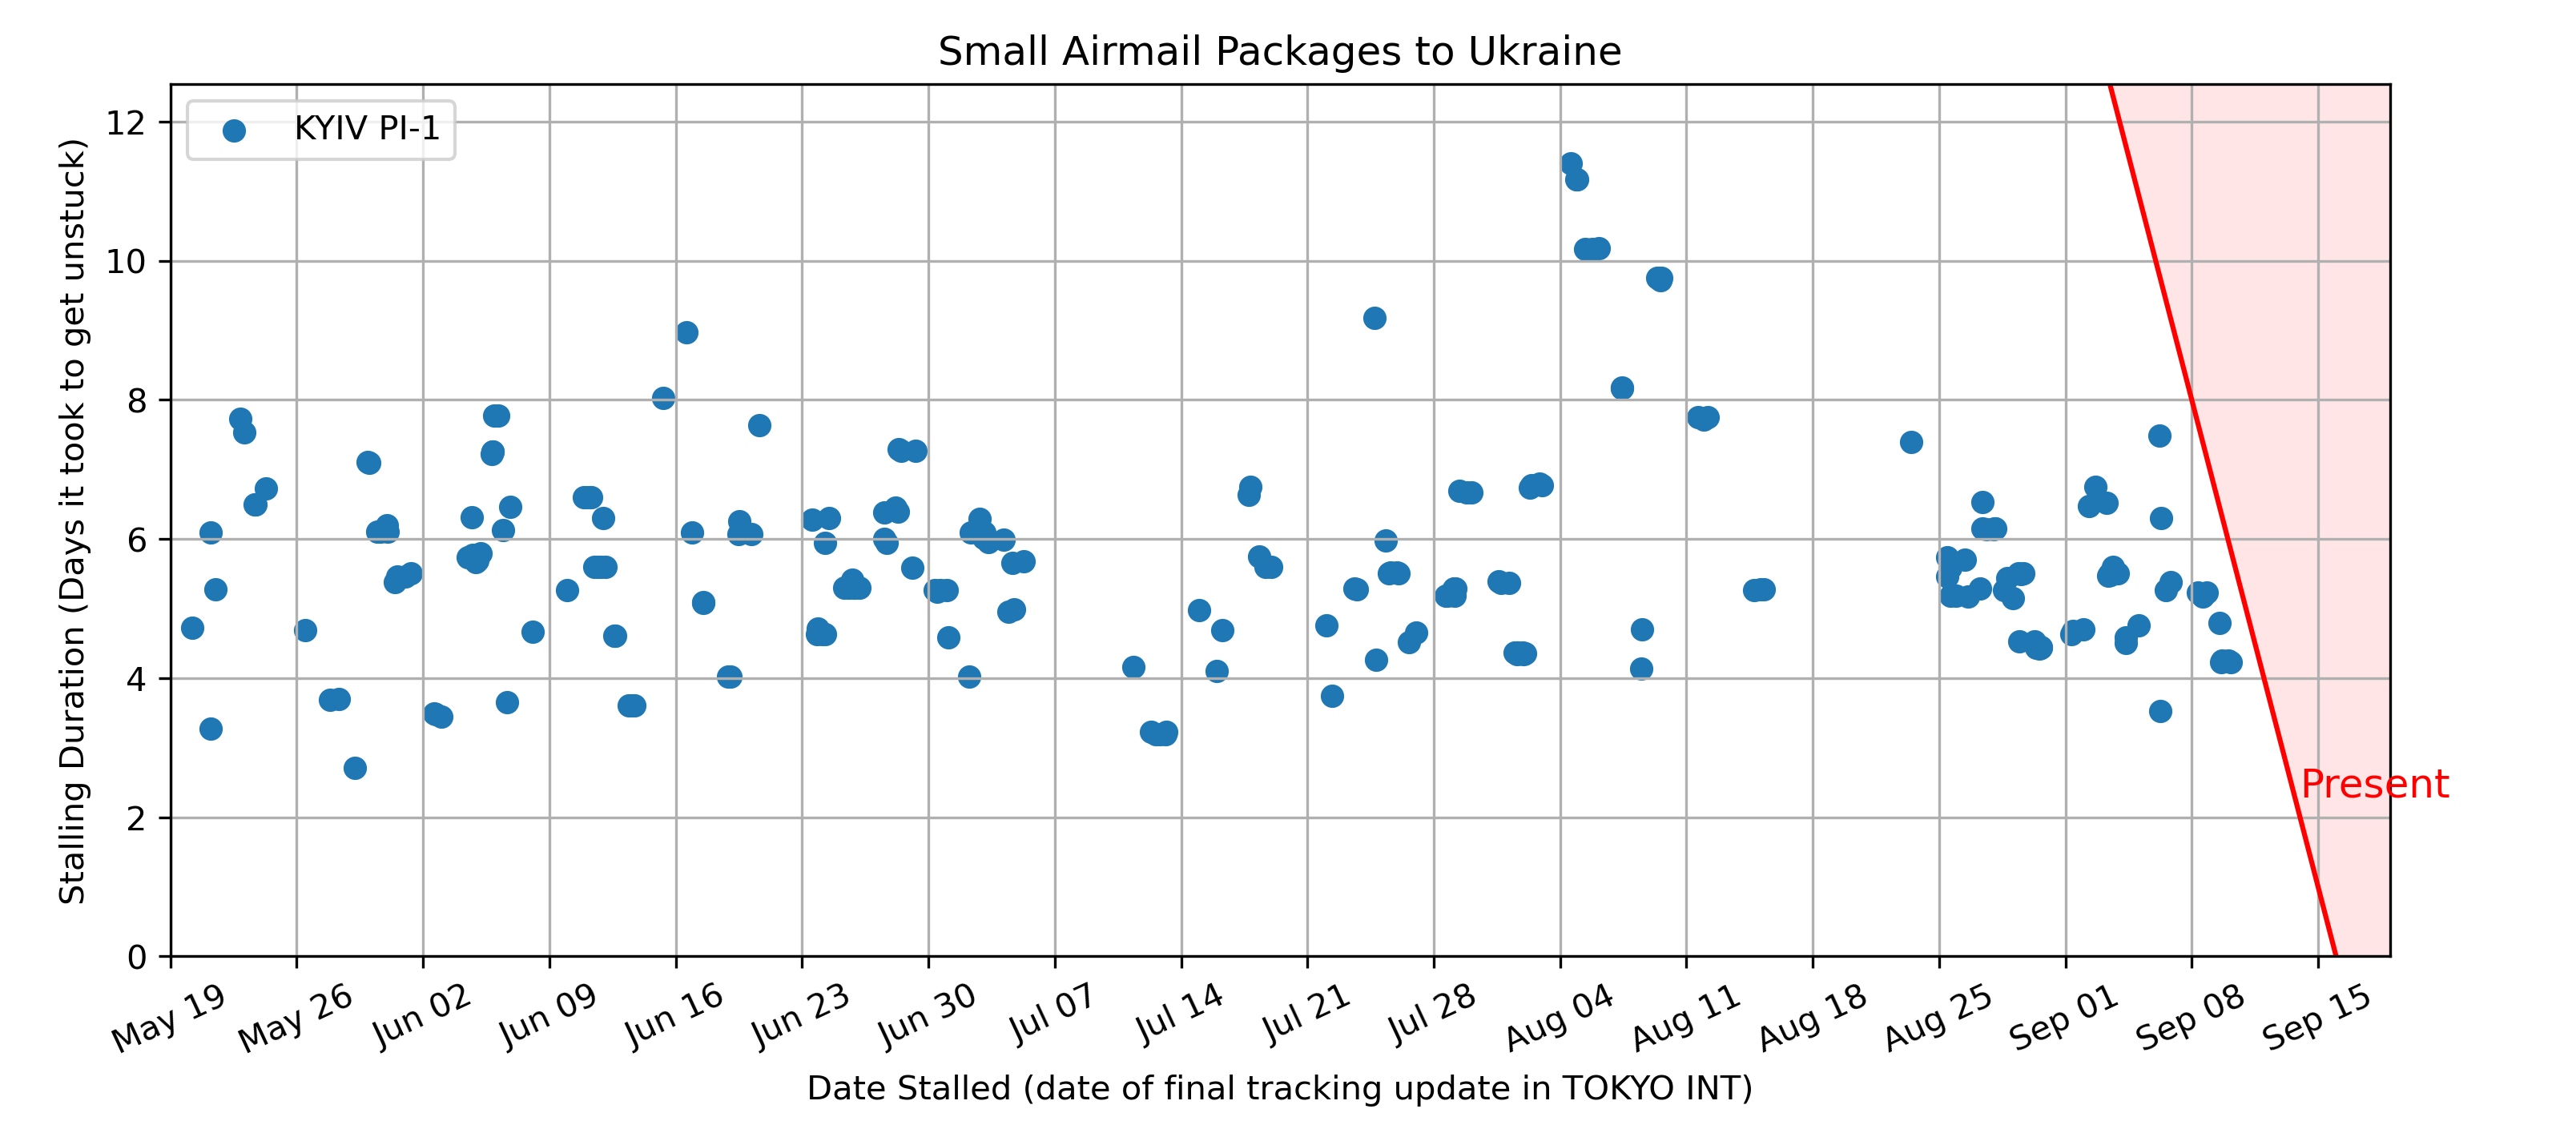 Small Airmail Packages to Ukraine
KYIV PI-1
Stalling Duration (Days it took to get unstuck)
12
10
8
6
4
2
0
Present
May 19
May 26
Jun 02
Jun 09
Jun 16
Jun 23
Jun 30
Jul 07
Jul 14
Jul 21
Jul 28
Aug 04
Aug 11
Aug 18
Aug 25
Sep 01
Sep 08
Sep 15
Date Stalled (date of final tracking update in TOKYO INT)